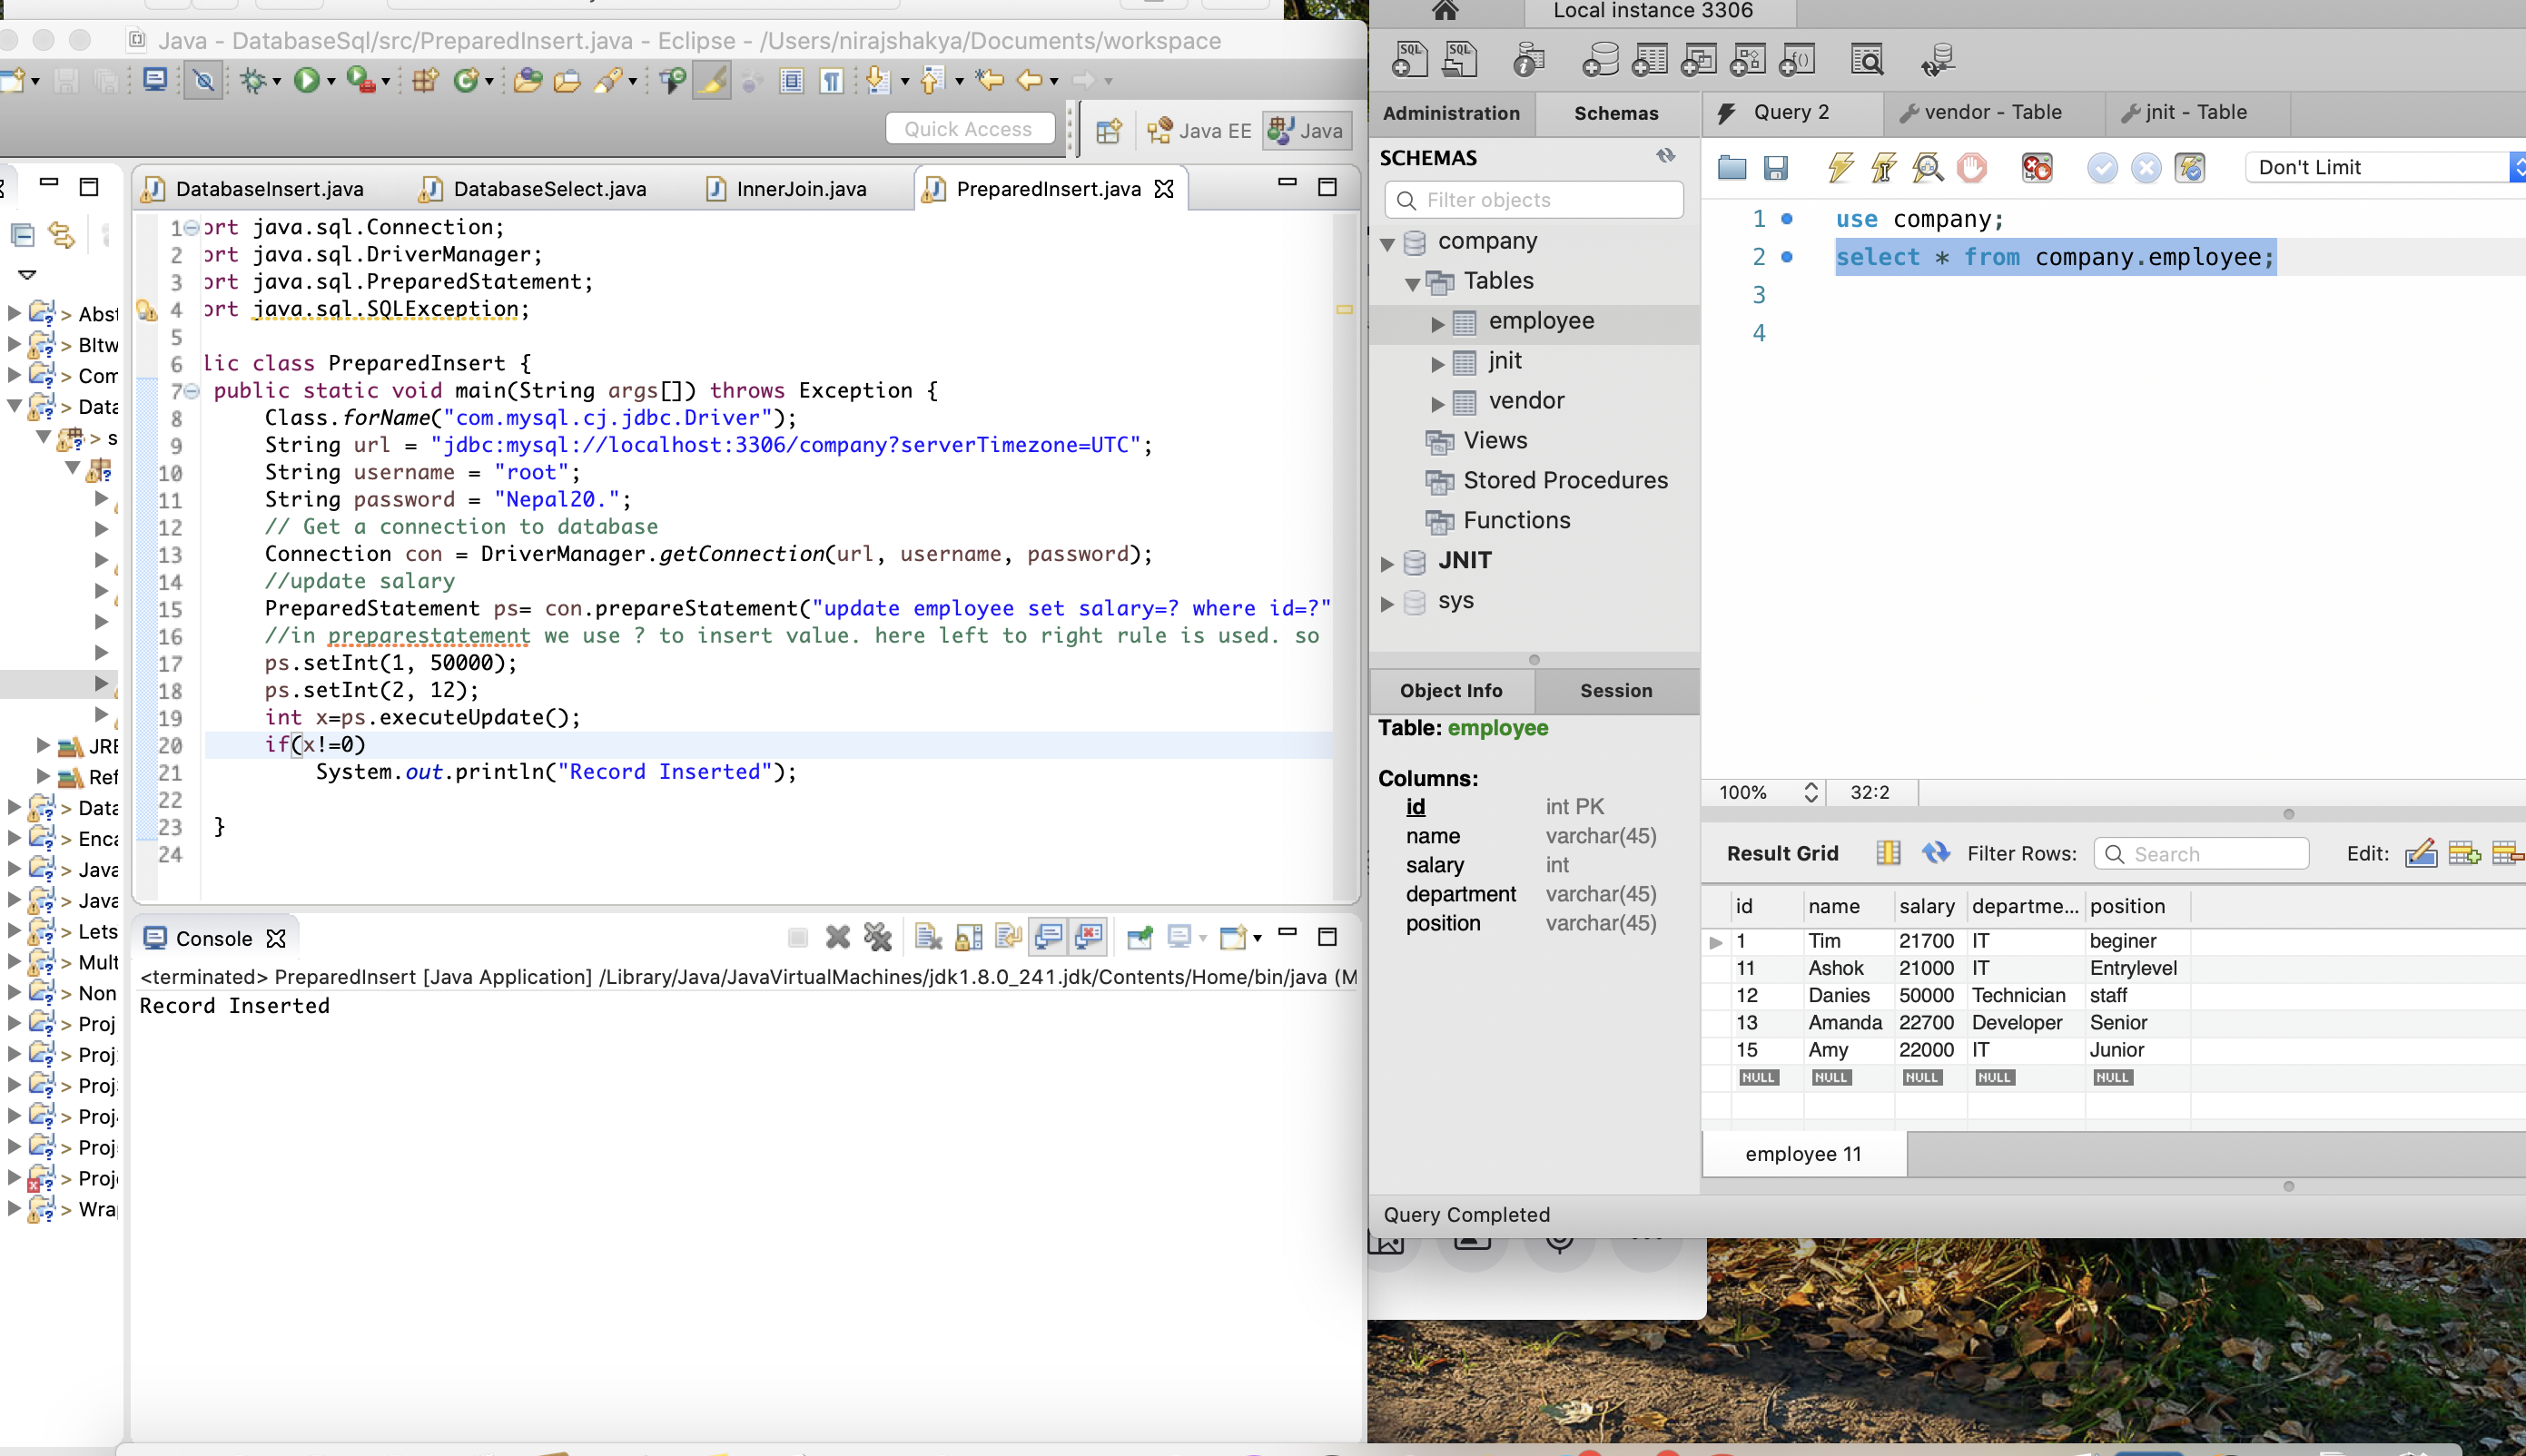 Java - DatabaseSql/src/PreparedInsert.java - Eclipse - /Users/nirajshakya/Documents/workspace
Quick Access
Java EE
Java
DatabaseInsert.java
DatabaseSelect.java
InnerJoin.java
PreparedInsert.java
1 ort java.sql.Connection;
2 ort java.sql.DriverManager;
3 ort java.sql.PreparedStatement;
4 ort java.sql.SQLException;
5
6 lic class PreparedInsert {
7 public static void main(String args[]) throws Exception {
8 Class.forName("com.mysql.cj.jdbc.Driver");
9 String url = "jdbc:mysql://localhost:3306/company?serverTimezone=UTC";
10 String username = "root";
11 String password = "Nepal20.";
12 // Get a connection to database
13 Connection con = DriverManager.getConnection(url, username, password);
14 //update salary
15 PreparedStatement ps= con.prepareStatement("update employee set salary=? where id=?"
16 //in preparestatement we use ? to insert value. here left to right rule is used. so
17 ps.setInt(1, 50000);
18 ps.setInt(2, 12);
19 int x=ps.executeUpdate();
20 if(x!=0)
21 System.out.println("Record Inserted");
22
23 }
24
> Abst
> Bltw
> Com
> Data
> s
JRE
Ref
> Data
> Enca
> Java
> Java
> Lets
> Mult
> Non
> Proj
> Proj
> Proj
> Proj
> Proj
> Proj
> Wra
Console
<terminated> PreparedInsert [Java Application] /Library/Java/JavaVirtualMachines/jdk1.8.0_241.jdk/Contents/Home/bin/java (M
Record Inserted
Local instance 3306
Administration
Schemas
Query 2
vendor - Table
jnit - Table
SCHEMAS
Filter objects
Don't Limit
company
Tables
employee
jnit
vendor
Views
Stored Procedures
Functions
JNIT
sys
1 use company;
2 select * from company.employee;
3
4
Object Info
Session
Table: employee
Columns:
id int PK
name varchar(45)
salary int
department varchar(45)
position varchar(45)
100%
32:2
Result Grid
Filter Rows:
Search
Edit:
id name salary departme... position
1 Tim 21700 IT beginer
11 Ashok 21000 IT Entrylevel
12 Danies 50000 Technician staff
13 Amanda 22700 Developer Senior
15 Amy 22000 IT Junior
NULL NULL NULL NULL NULL
employee 11
Query Completed